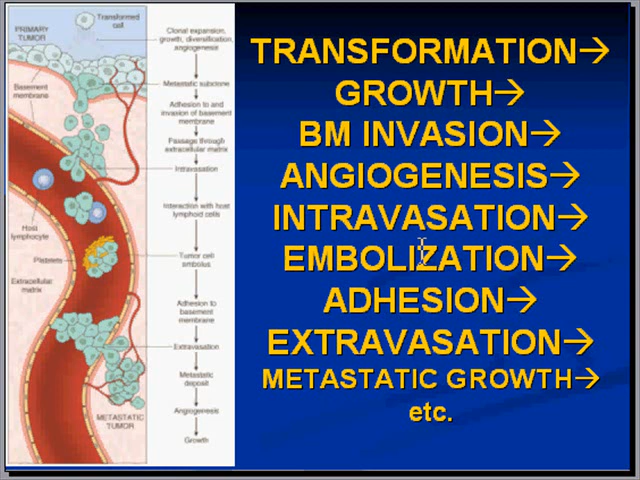 PRIMARY
TUMOR
Transformed
cell
Basement
membrane
Host
lymphocyte
Platelets
Extracellular
matrix
METASTATIC
TUMOR
Clonal expansion,
growth, diversification,
angiogenesis
Metastatic subclone
Adhesion to and
invasion of basement
membrane
Passage through
extracellular matrix
Intravasation
Interaction with host
lymphoid cells
Tumor cell
embolus
Adhesion to
basement
membrane
Extravasation
Metastatic
deposit
Angiogenesis
Growth
TRANSFORMATION→
GROWTH→
BM INVASION→
ANGIOGENESIS→
INTRAVASATION→
EMBOLIZATION→
ADHESION→
EXTRAVASATION→
METASTATIC GROWTH→
etc.